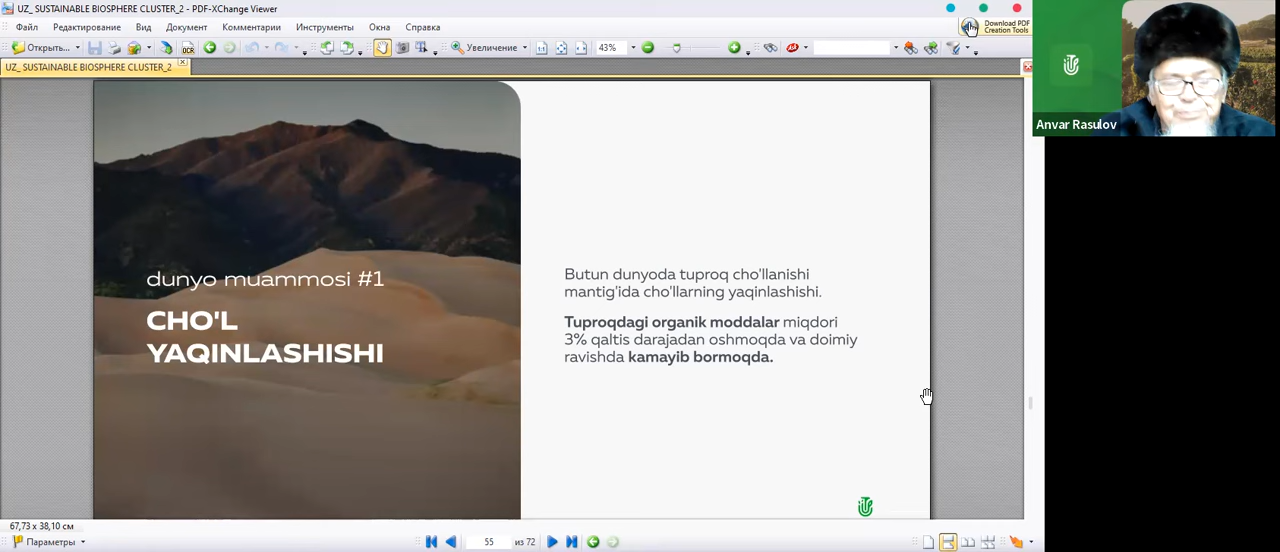 UZ_ SUSTAINABLE BIOSPHERE CLUSTER_2 - PDF-XChange Viewer
Файл Редактирование Вид Документ Комментарии Инструменты Окна Справка
Download PDF
Creation Tools
Открыть... OCR Увеличение 43%
UZ_ SUSTAINABLE BIOSPHERE CLUSTER_2
Anvar Rasulov
dunyo muammosi #1
CHO'L
YAQINLASHISHI
Butun dunyoda tuproq cho'llanishi
mantig'ida cho'llarning yaqinlashishi.
Tuproqdagi organik moddalar miqdori
3% qaltis darajadan oshmoqda va doimiy
ravishda kamayib bormoqda.
67,73 x 38,10 см
Параметры 55 из 72